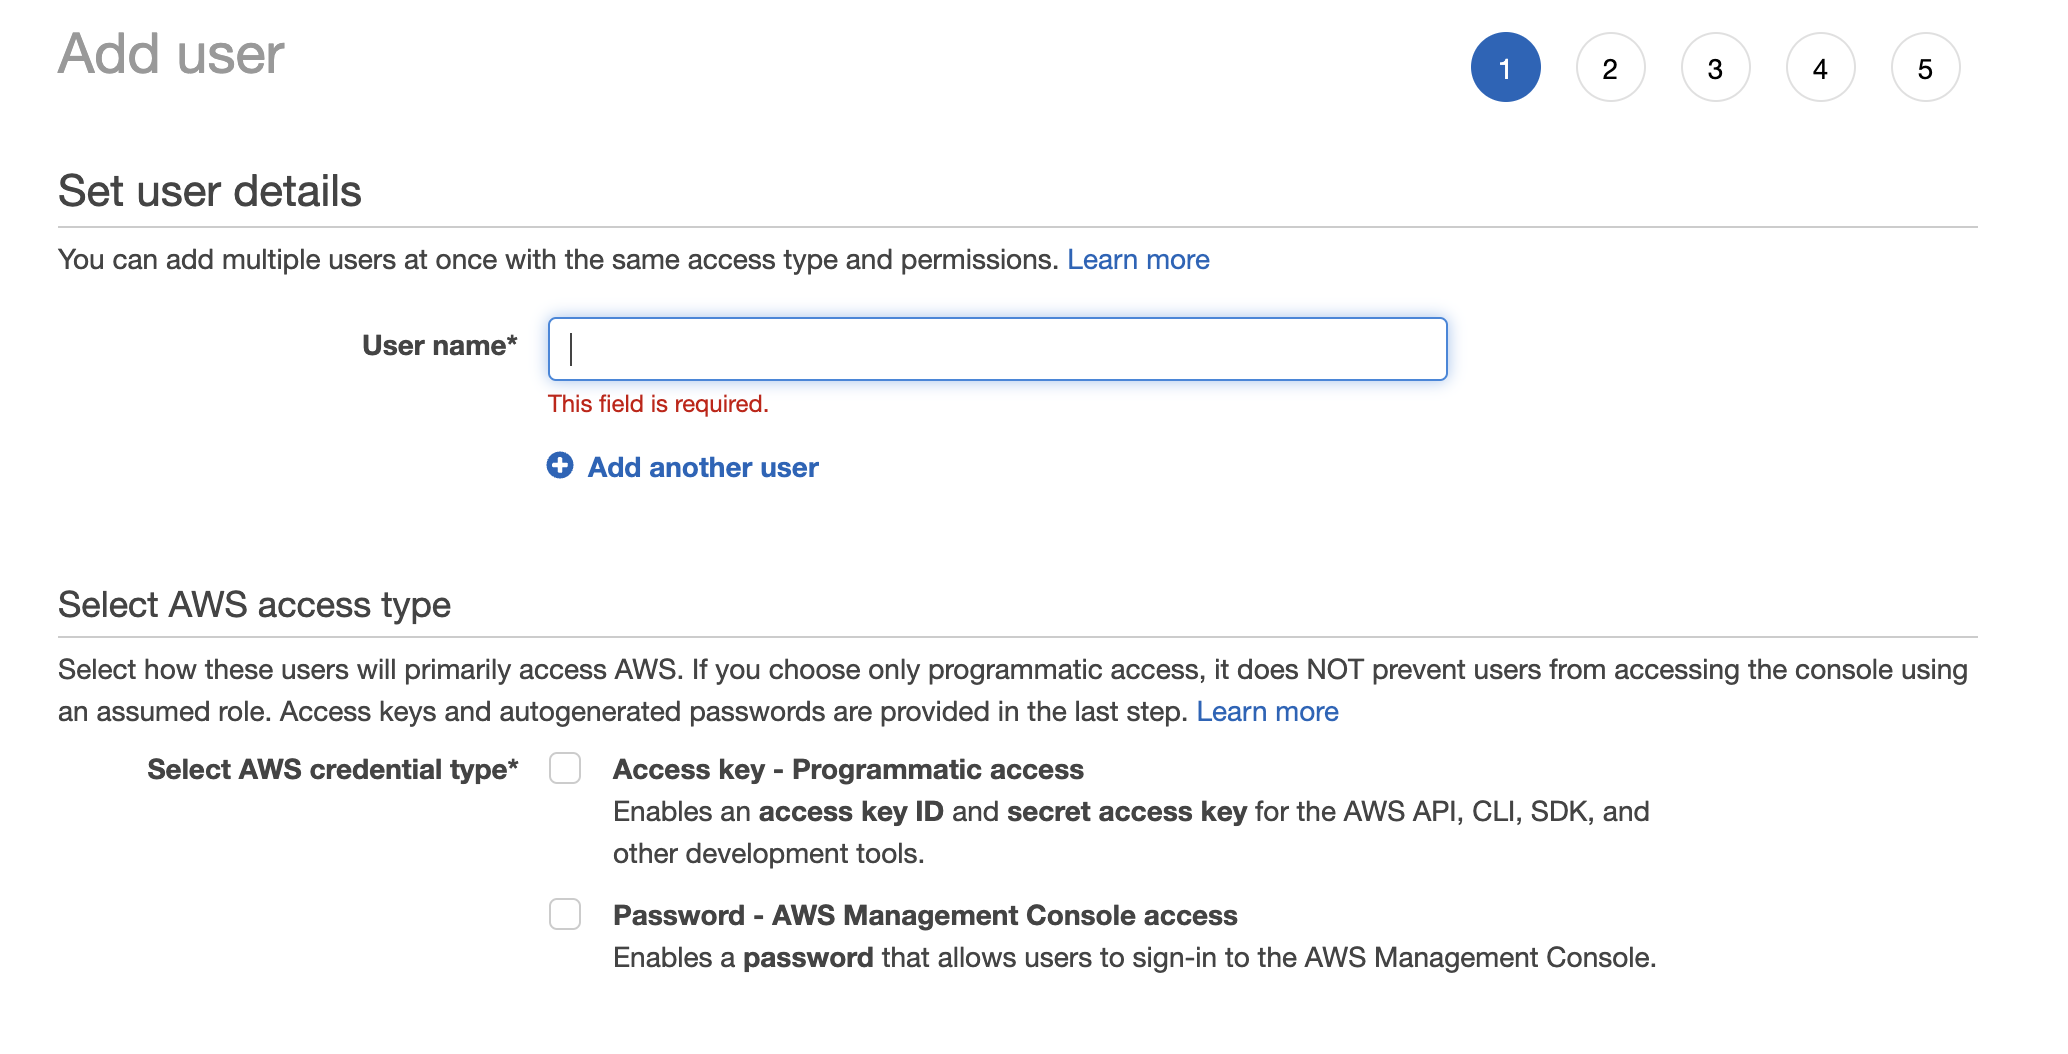 Add user
1 2 3 4 5
Set user details
You can add multiple users at once with the same access type and permissions. Learn more
User name*
This field is required.
Add another user
Select AWS access type
Select how these users will primarily access AWS. If you choose only programmatic access, it does NOT prevent users from accessing the console using
an assumed role. Access keys and autogenerated passwords are provided in the last step. Learn more
Select AWS credential type*
Access key - Programmatic access
Enables an access key ID and secret access key for the AWS API, CLI, SDK, and
other development tools.
Password - AWS Management Console access
Enables a password that allows users to sign-in to the AWS Management Console.